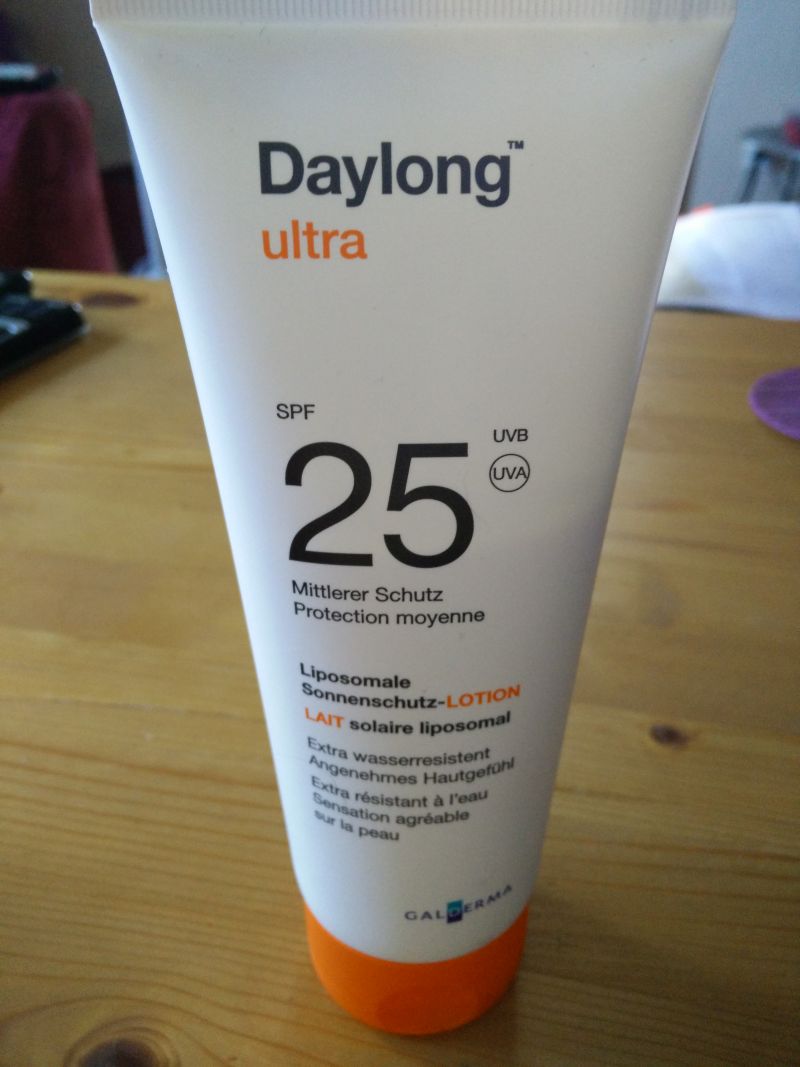 Daylong™
ultra
SPF
25
UVB
UVA
Mittlerer Schutz
Protection moyenne
Liposomale
Sonnenschutz-LOTION
LAIT solaire liposomal
Extra wasserresistent
Angenehmes Hautgefühl
Extra résistant à l'eau
Sensation agréable
sur la peau
GALDERMA